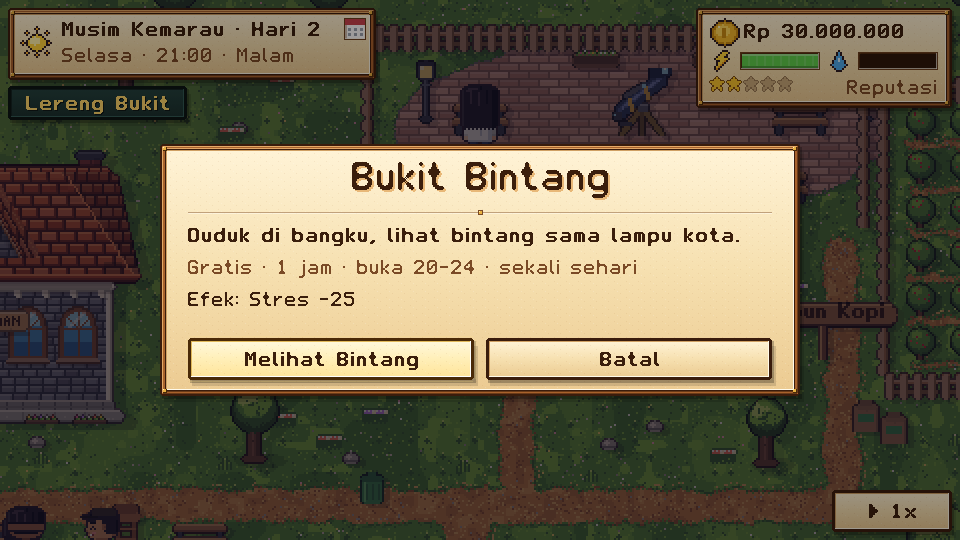 Musim Kemarau · Hari 2
Selasa · 21:00 · Malam
Rp 30.000.000
Reputasi
Lereng Bukit
Bukit Bintang
Duduk di bangku, lihat bintang sama lampu kota.
Gratis · 1 jam · buka 20-24 · sekali sehari
Efek: Stres -25
Melihat Bintang
Batal
Kopi
1x